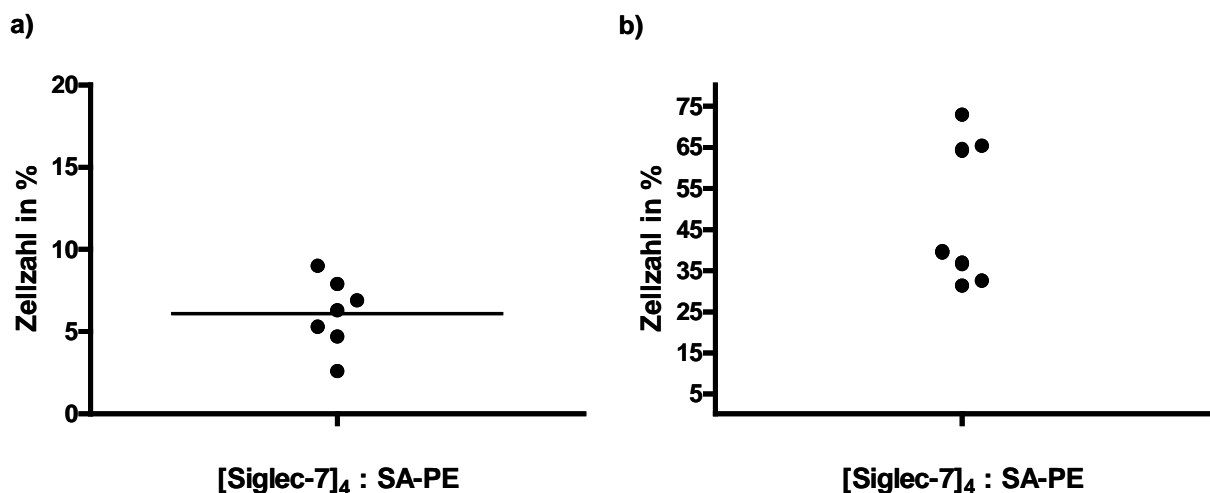 a)
20
15
10
5
0
Zellzahl in %
[Siglec-7]₄ : SA-PE
b)
75
65
55
45
35
25
15
5
Zellzahl in %
[Siglec-7]₄ : SA-PE